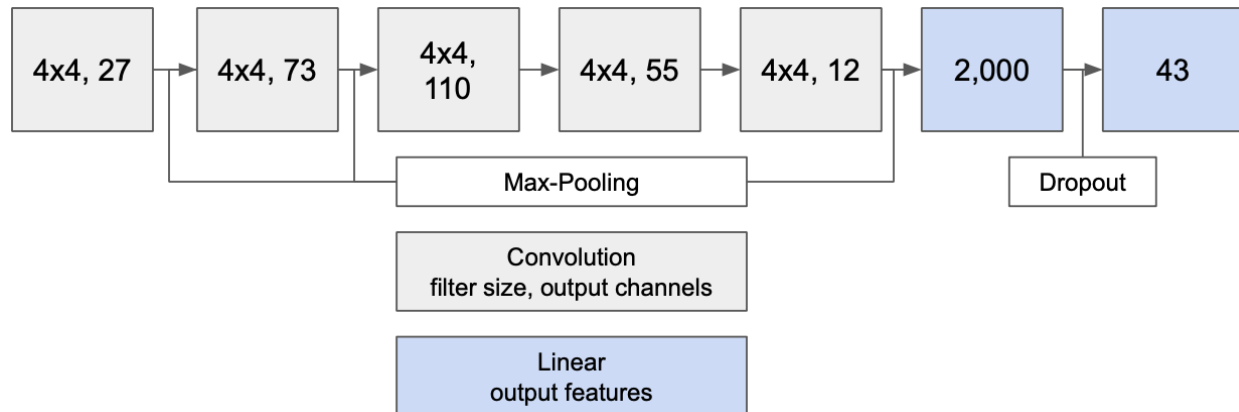 4x4, 27
4x4, 73
4x4,
110
4x4, 55
4x4, 12
2,000
43
Max-Pooling
Dropout
Convolution
filter size, output channels
Linear
output features